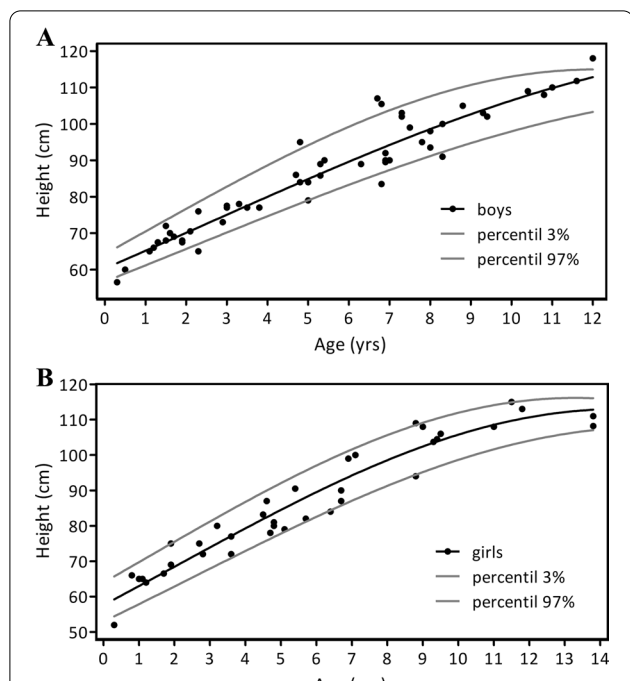 A
120
110
100
90
80
70
60
Height (cm)
boys
percentil 3%
percentil 97%
0 1 2 3 4 5 6 7 8 9 10 11 12
Age (yrs)
B
120
110
100
90
80
70
60
50
Height (cm)
girls
percentil 3%
percentil 97%
0 1 2 3 4 5 6 7 8 9 10 11 12 13 14